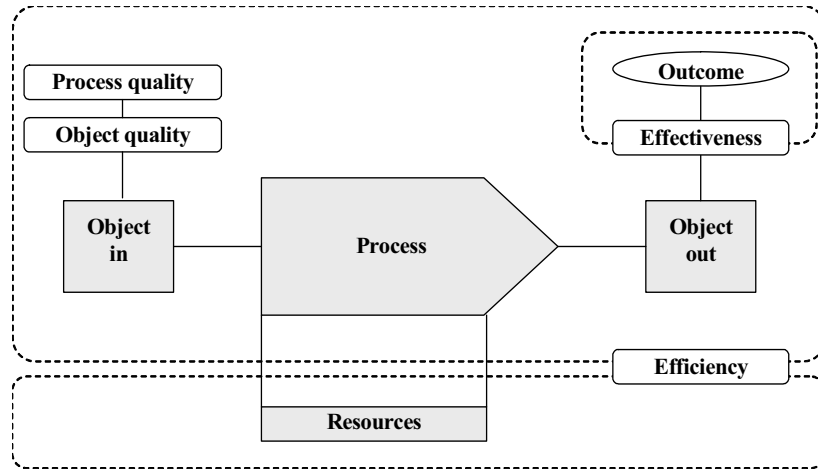 Process quality
Outcome
Object quality
Effectiveness
Object
in
Process
Object
out
Efficiency
Resources